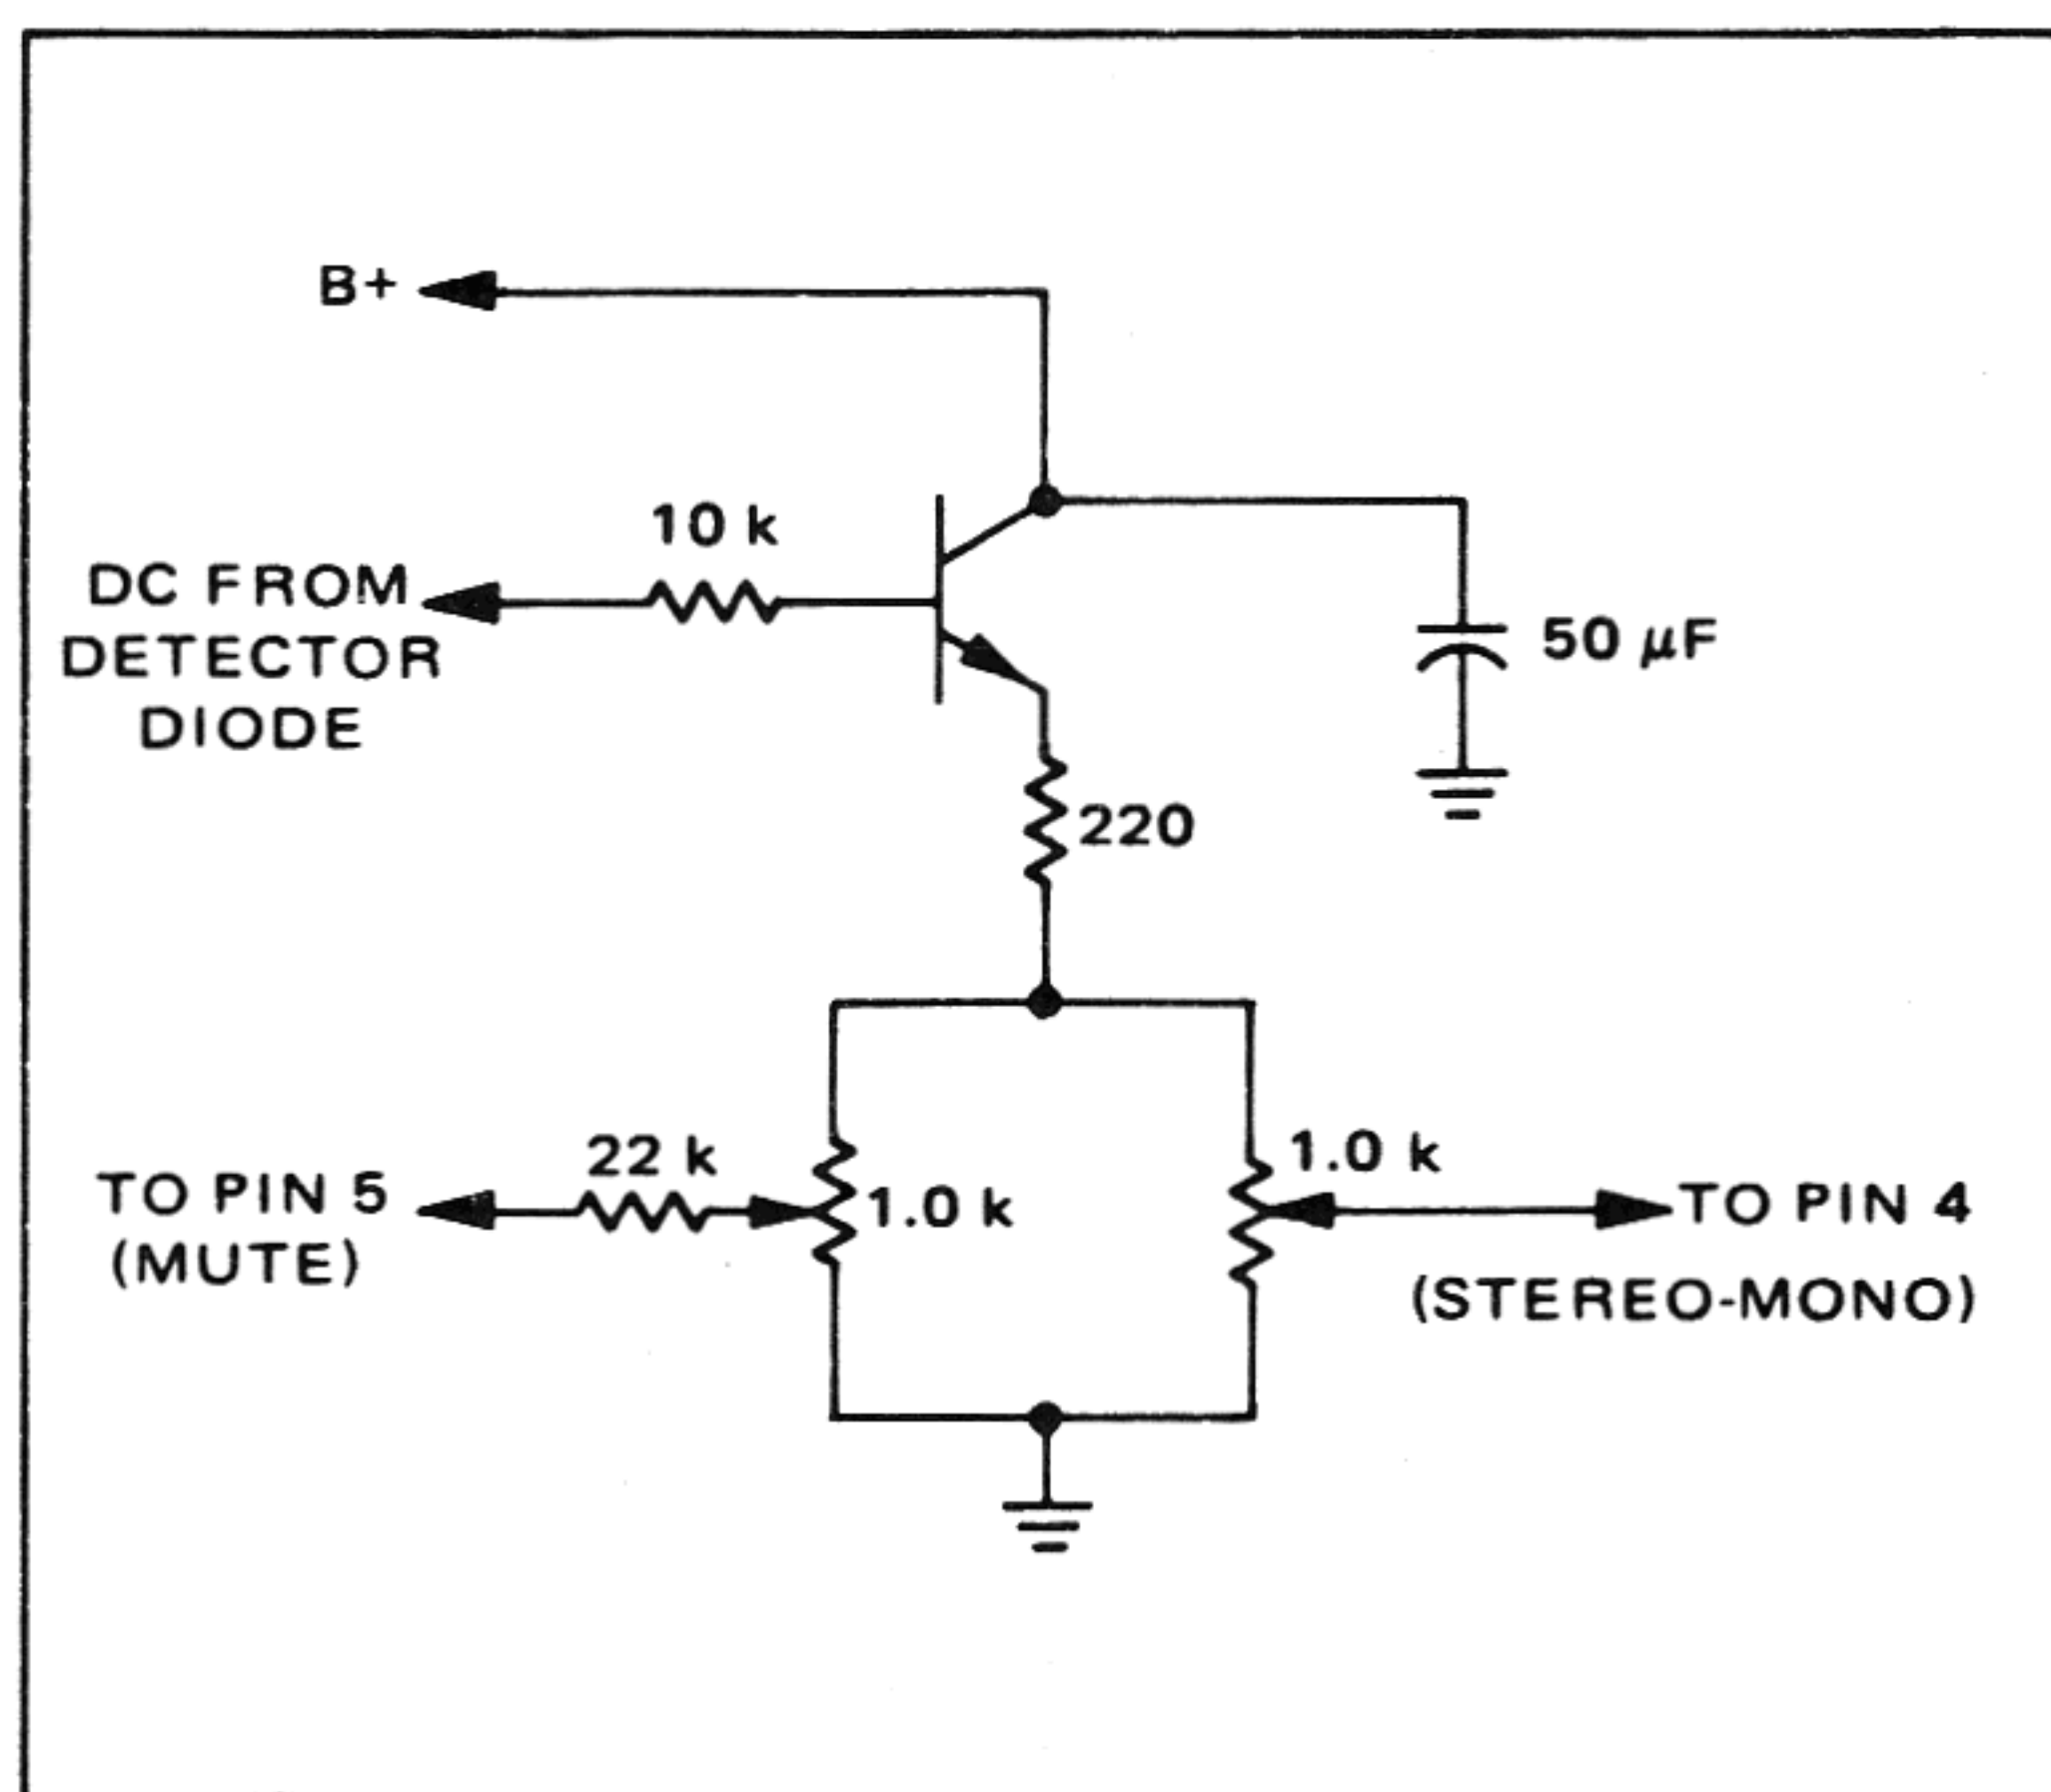 B+
10 k
DC FROM
DETECTOR
DIODE
50 μF
220
22 k
1.0 k
TO PIN 5
(MUTE)
1.0 k
TO PIN 4
(STEREO-MONO)